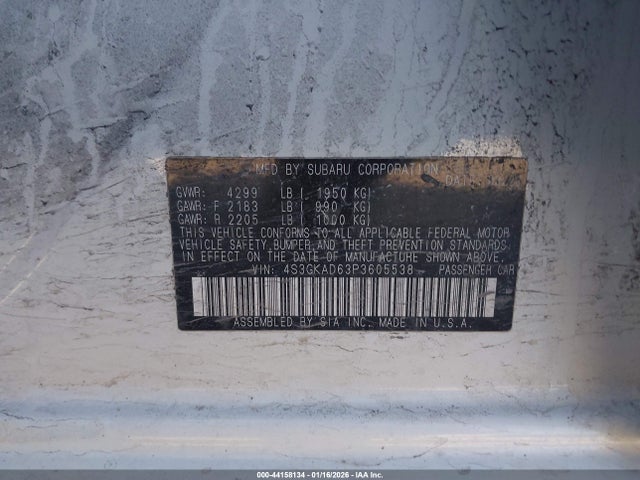 MFD BY SUBARU CORPORATION
GVWR: 4299 LB ( 1950 KG)
GAWR: F 2183 LB ( 990 KG)
GAWR: R 2205 LB ( 1000 KG)
THIS VEHICLE CONFORMS TO ALL APPLICABLE FEDERAL MOTOR
VEHICLE SAFETY, BUMPER, AND THEFT PREVENTION STANDARDS
IN EFFECT ON THE DATE OF MANUFACTURE SHOWN ABOVE.
VIN: 4S3GKAD63P3605538 PASSENGER CAR
ASSEMBLED BY SIA INC. MADE IN U.S.A.
000-44158134 - 01/16/2026 - IAAI.com